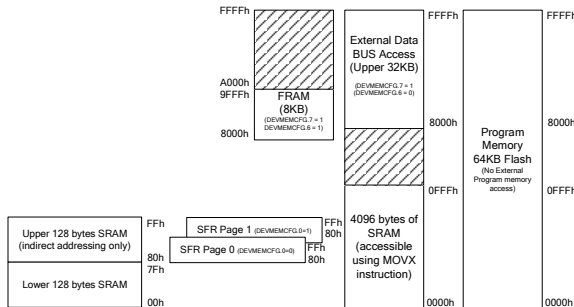 FFFFh
A000h
9FFFh
8000h
FRAM
(8KB)
(DEVMEMCFG.7 = 1
DEVMEMCFG.6 = 1)
External Data
BUS Access
(Upper 32KB)
(DEVMEMCFG.7 = 1
(DEVMEMCFG.6 = 0)
FFFFh
8000h
0FFFh
0000h
4096 bytes of
SRAM
(accessible
using MOVX
instruction)
Program
Memory
64KB Flash
(No External
Program memory
access)
FFFFh
8000h
0FFFh
0000h
Upper 128 bytes SRAM
(indirect addressing only)
Lower 128 bytes SRAM
FFh
80h
7Fh
00h
SFR Page 1 (DEVMEMCFG.0=1)
FFh
80h
SFR Page 0 (DEVMEMCFG.0=0)
FFh
80h